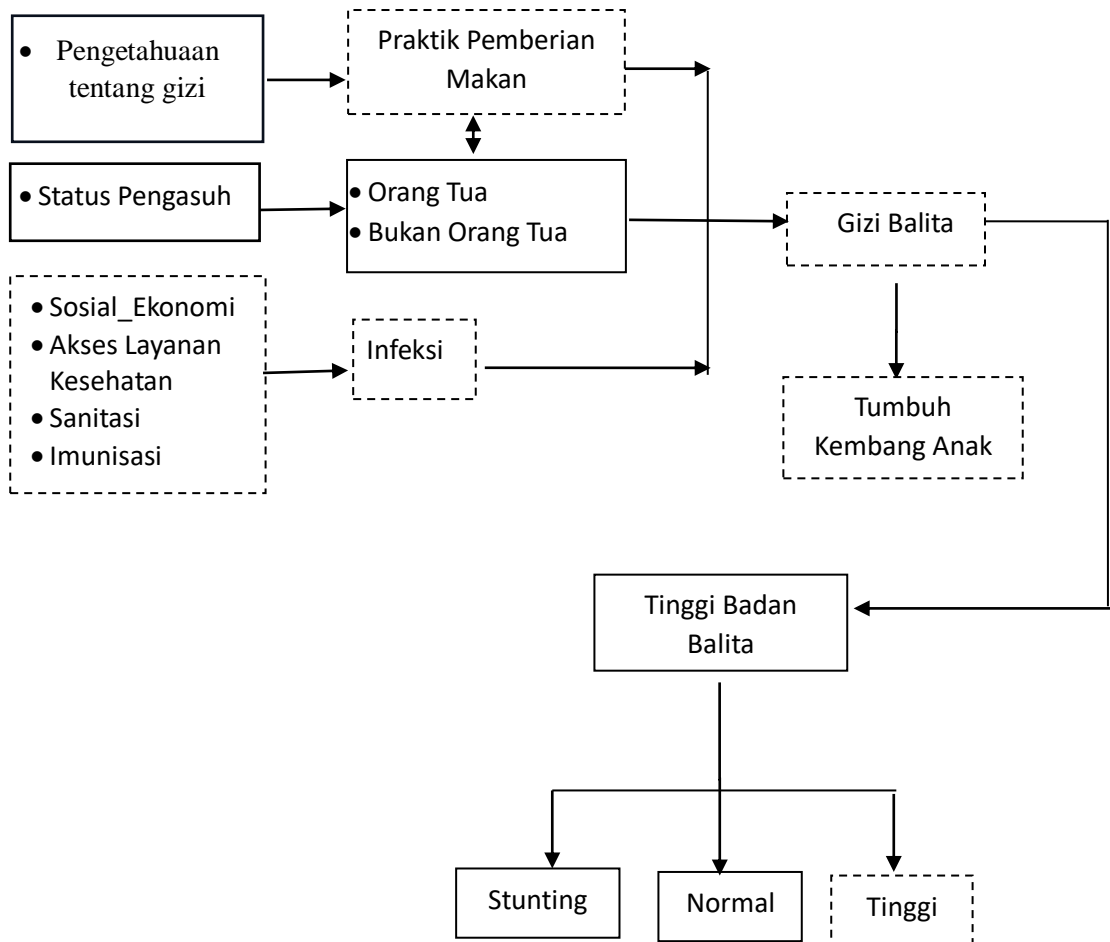 • Pengetahuaan
tentang gizi
Praktik Pemberian
Makan
• Status Pengasuh
• Orang Tua
• Bukan Orang Tua
Gizi Balita
• Sosial_Ekonomi
• Akses Layanan
Kesehatan
• Sanitasi
• Imunisasi
Infeksi
Tumbuh
Kembang Anak
Tinggi Badan
Balita
Stunting
Normal
Tinggi